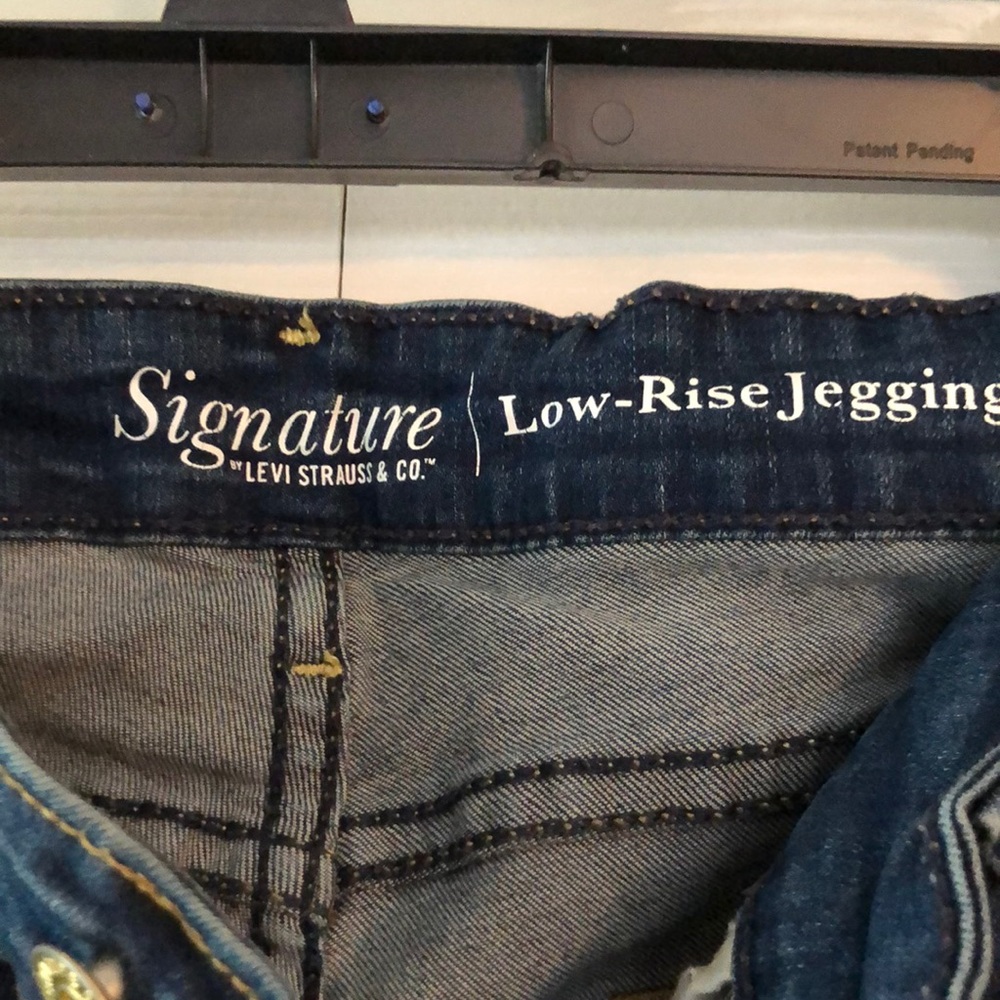 Patent Pending
Signature
BY LEVI STRAUSS & CO.™
Low-Rise Jegging